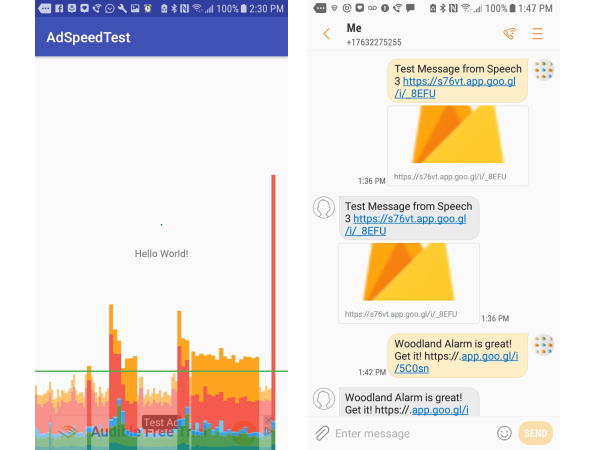 100% 2:30 PM
AdSpeedTest
Hello World!
Test Ad
Audible Free
100% 1:47 PM
Me
+17632275255
Test Message from Speech
3 https://s76vt.app.goo.gl
/i/_8EFU
https://s76vt.app.goo.gl/i/_8EFU
1:36 PM
Test Message from Speech
3 https://s76vt.app.goo.gl
/i/_8EFU
https://s76vt.app.goo.gl/i/_8EFU
1:36 PM
Woodland Alarm is great!
Get it! https://.app.goo.gl/i
/5C0sn
1:42 PM
Woodland Alarm is great!
Get it! https://.app.goo.gl/i
Enter message
SEND